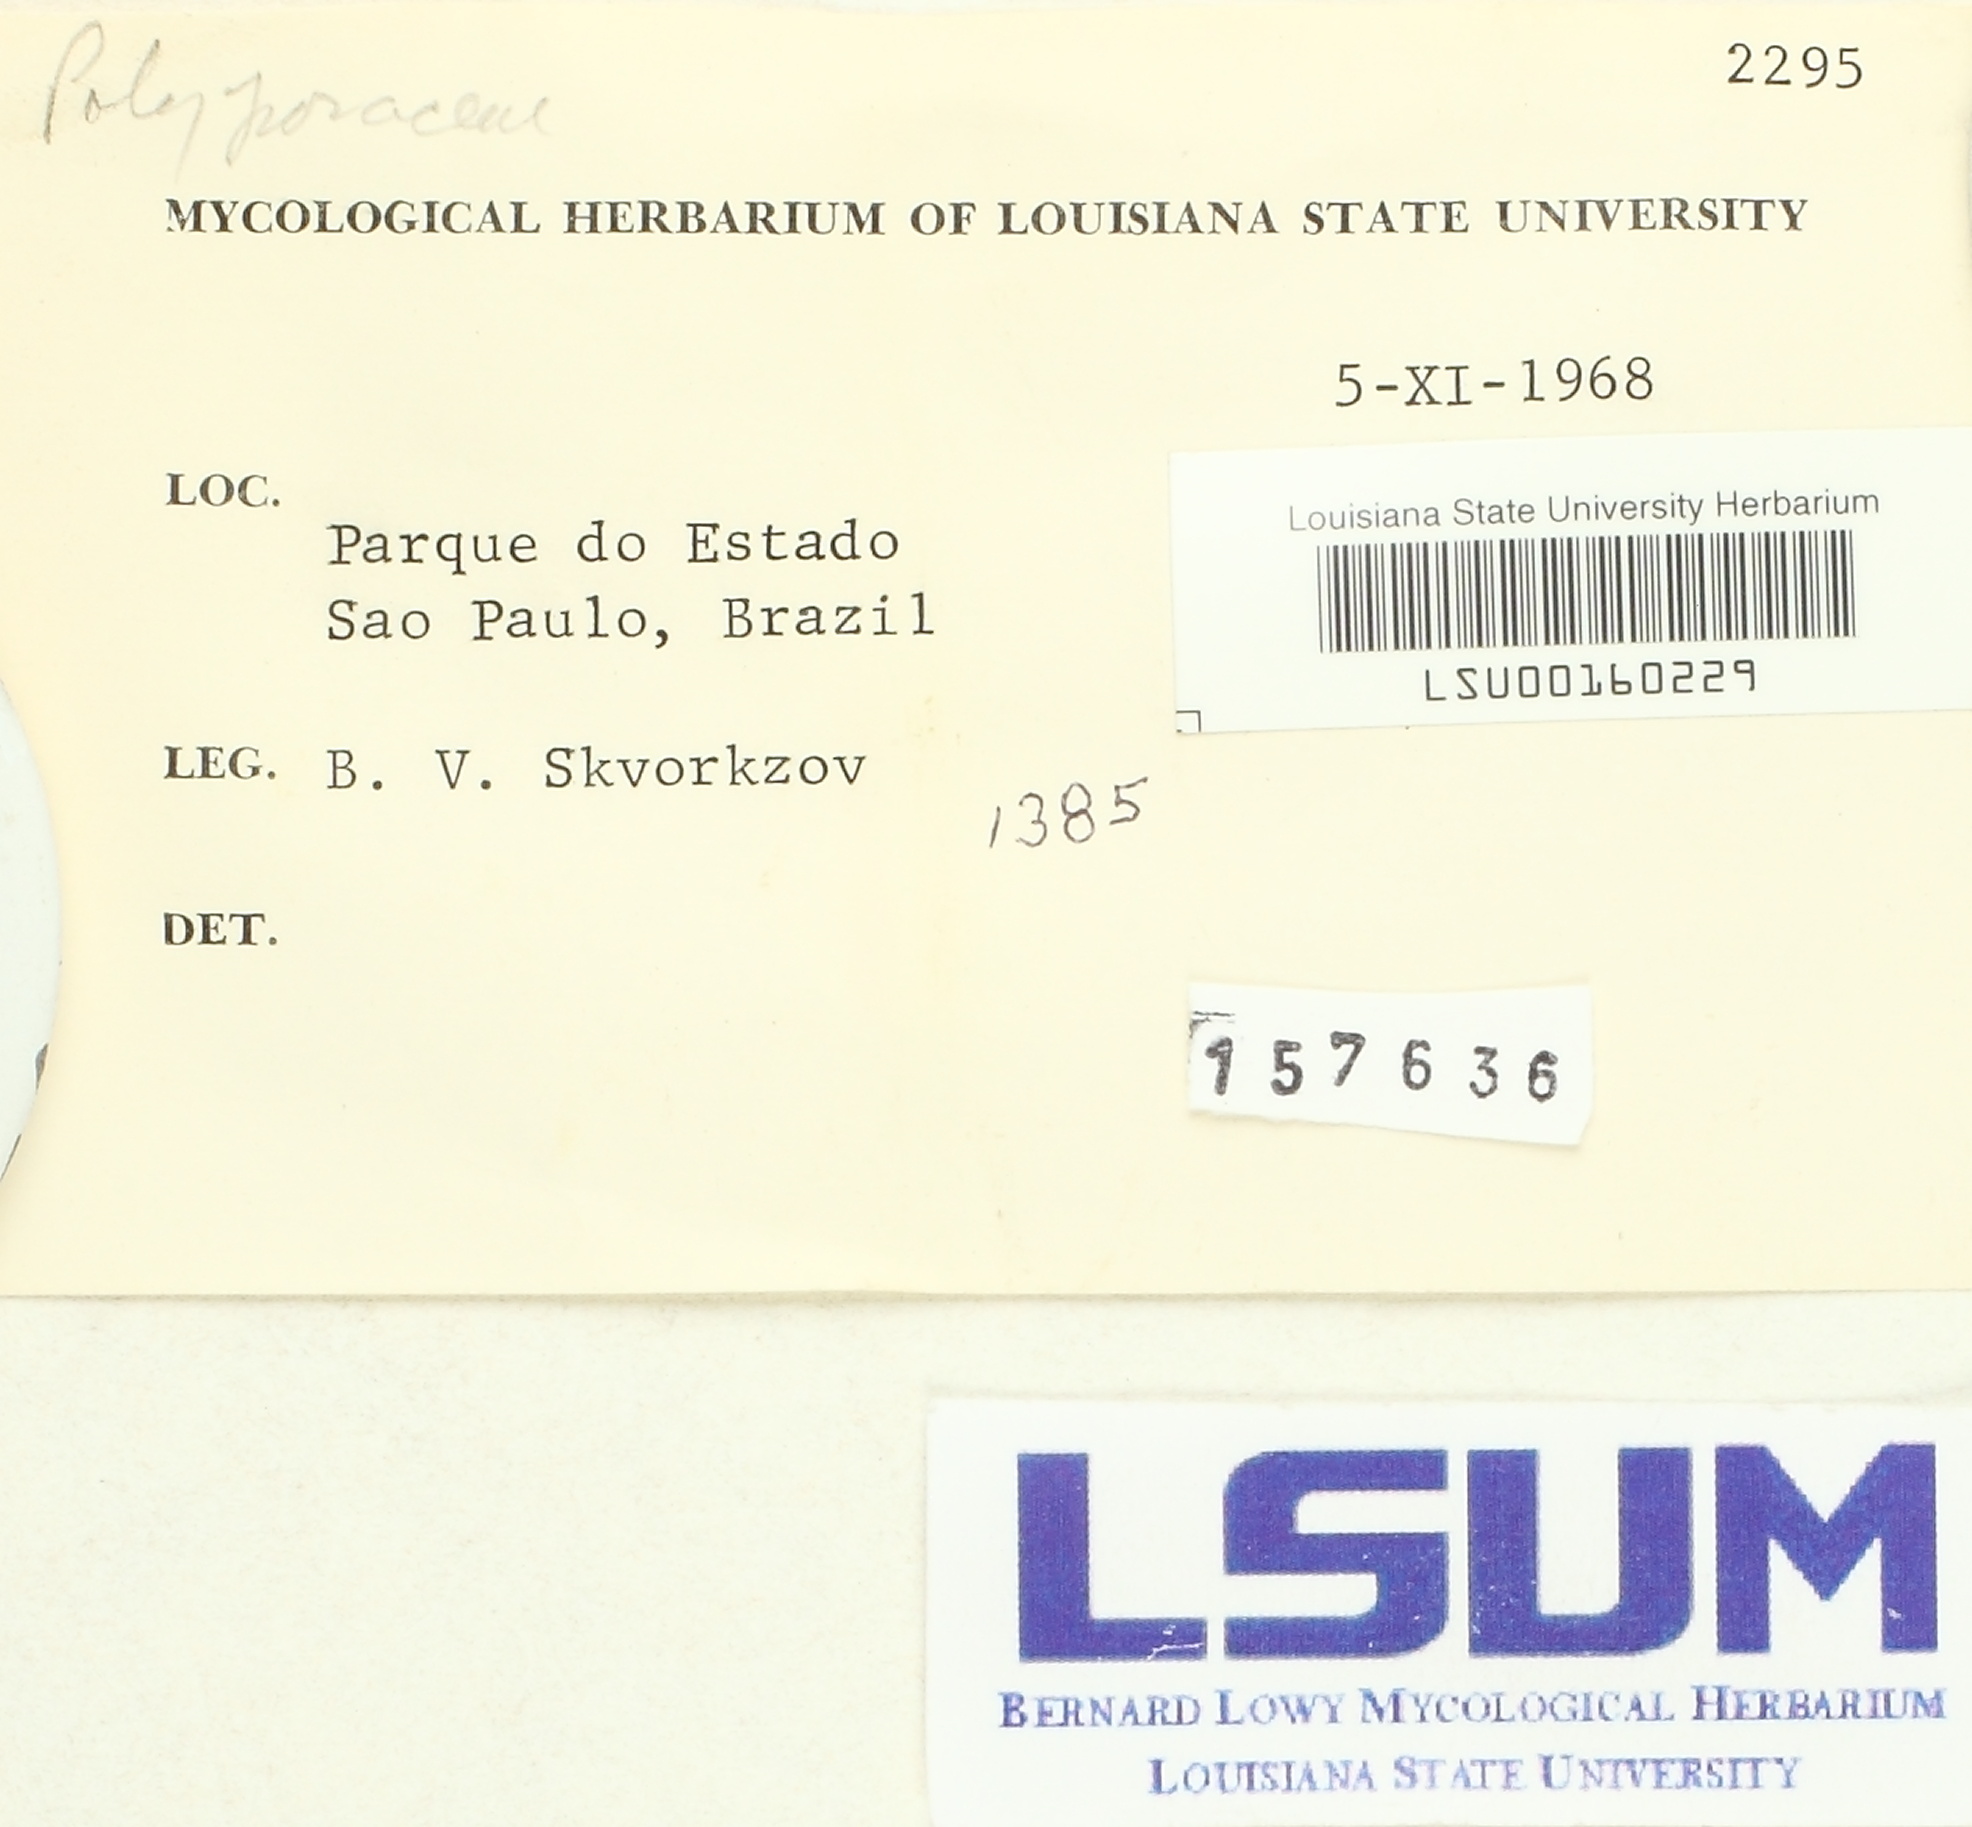 Polyporaceae
2295
MYCOLOGICAL HERBARIUM OF LOUISIANA STATE UNIVERSITY
5-XI-1968
LOC.
Parque do Estado
Sao Paulo, Brazil
Louisiana State University Herbarium
LSU00160229
LEG. B. V. Skvorkzov
1385
DET.
157636
LSUM
BERNARD LOWY MYCOLOGICAL HERBARIUM
LOUISIANA STATE UNIVERSITY